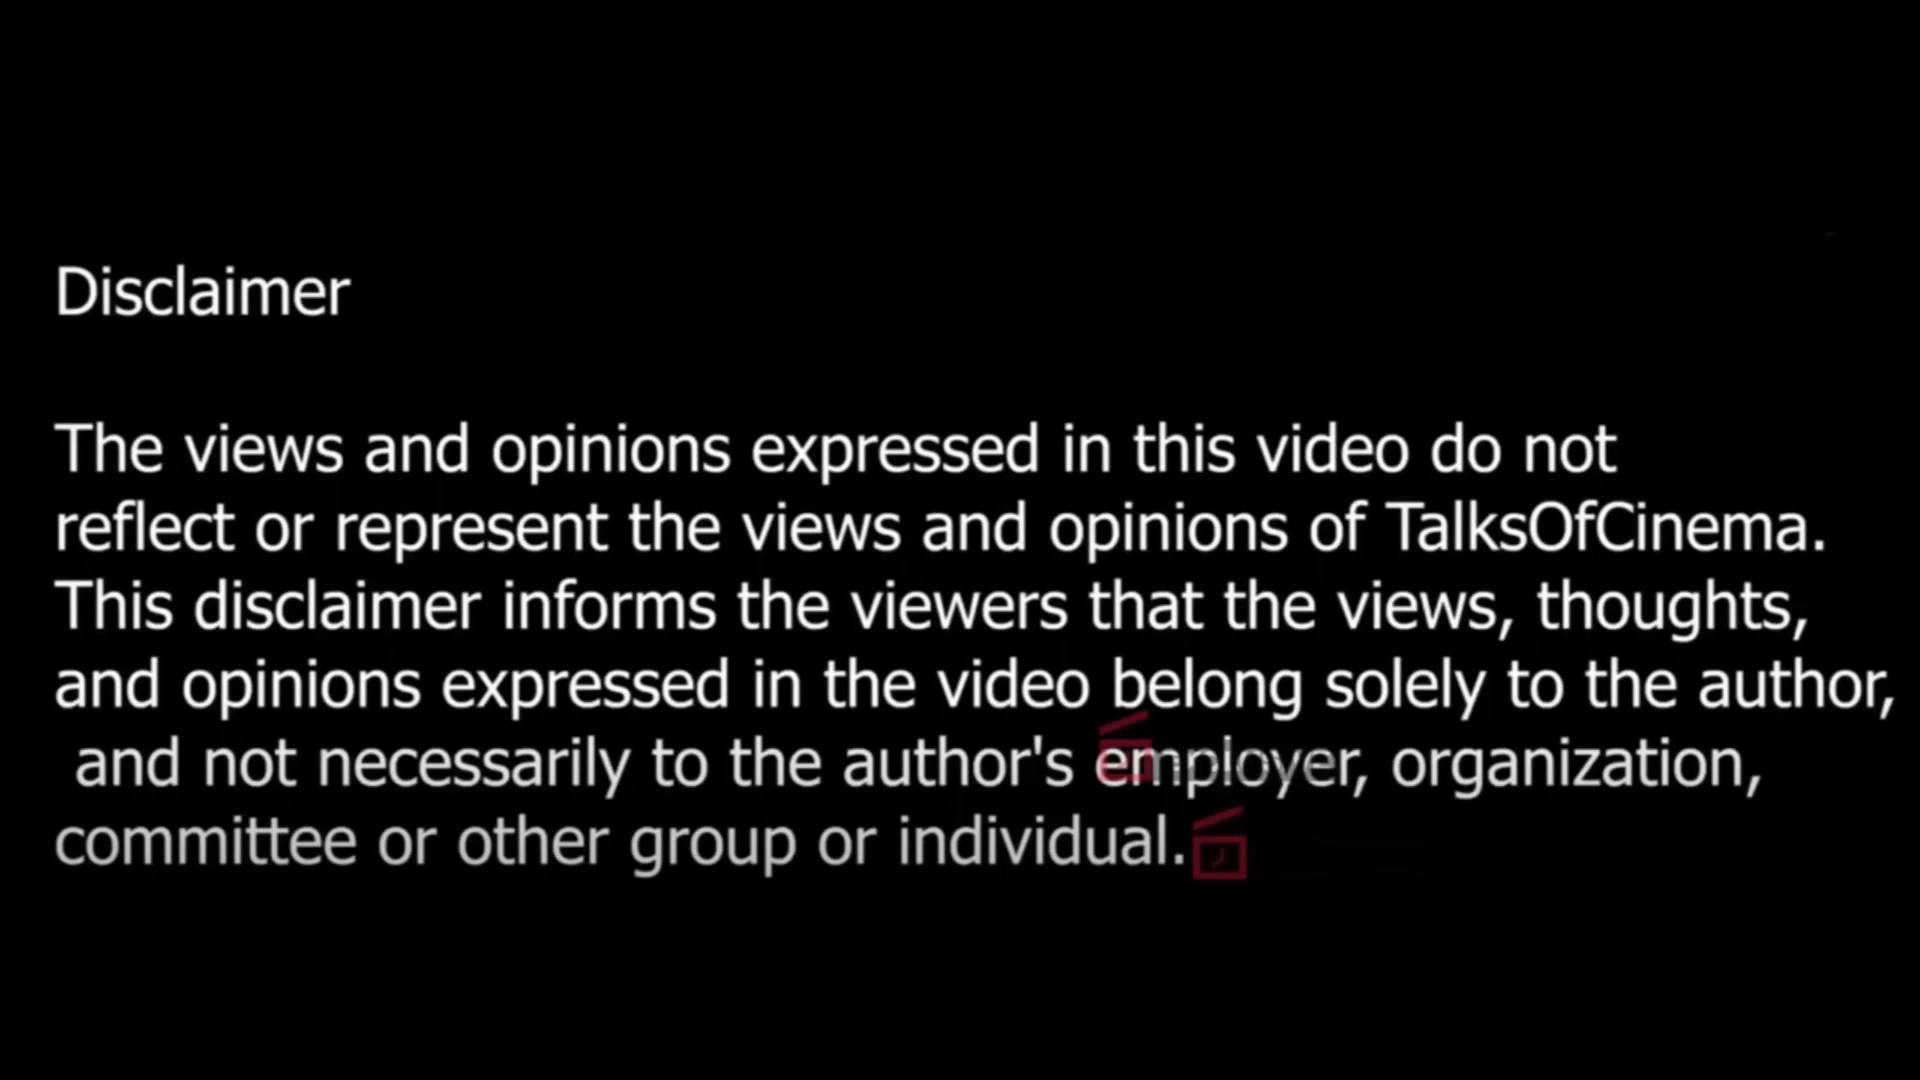 Disclaimer
The views and opinions expressed in this video do not
reflect or represent the views and opinions of TalksOfCinema.
This disclaimer informs the viewers that the views, thoughts,
and opinions expressed in the video belong solely to the author,
and not necessarily to the author's employer, organization,
committee or other group or individual.